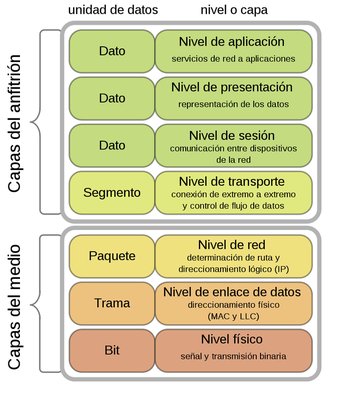 unidad de datos nivel o capa
Capas del anfitrión
Dato Nivel de aplicación
servicios de red a aplicaciones
Dato Nivel de presentación
representación de los datos
Dato Nivel de sesión
comunicación entre dispositivos
de la red
Segmento Nivel de transporte
conexión de extremo a extremo
y control de flujo de datos
Capas del medio
Paquete Nivel de red
determinación de ruta y
direccionamiento lógico (IP)
Trama Nivel de enlace de datos
direccionamiento físico
(MAC y LLC)
Bit Nivel físico
señal y transmisión binaria